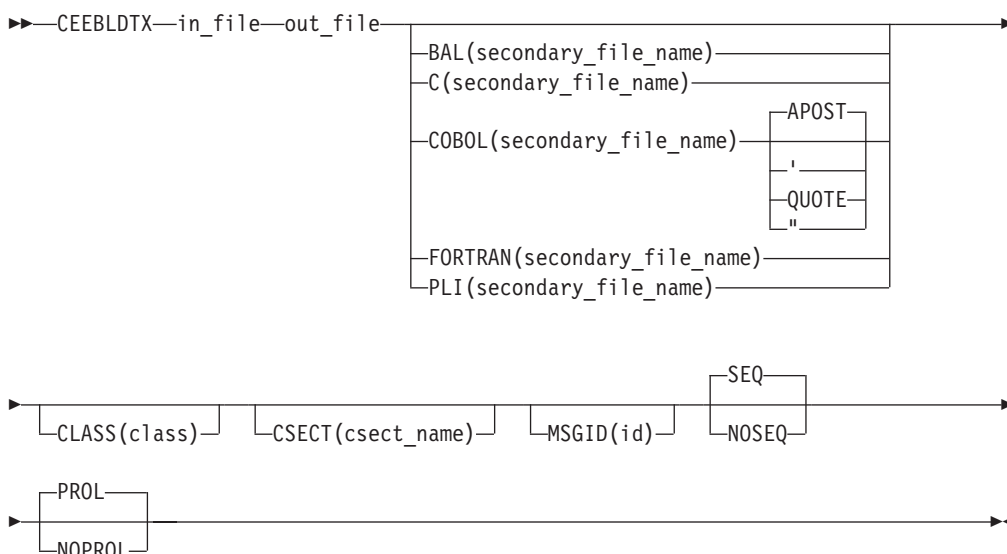 CEEBLDTX in_file out_file
BAL(secondary_file_name)
C(secondary_file_name)
COBOL(secondary_file_name)
APOST
'
QUOTE
"
FORTRAN(secondary_file_name)
PLI(secondary_file_name)
CLASS(class) CSECT(csect_name) MSGID(id)
SEQ
NOSEQ
PROL
NOPROL